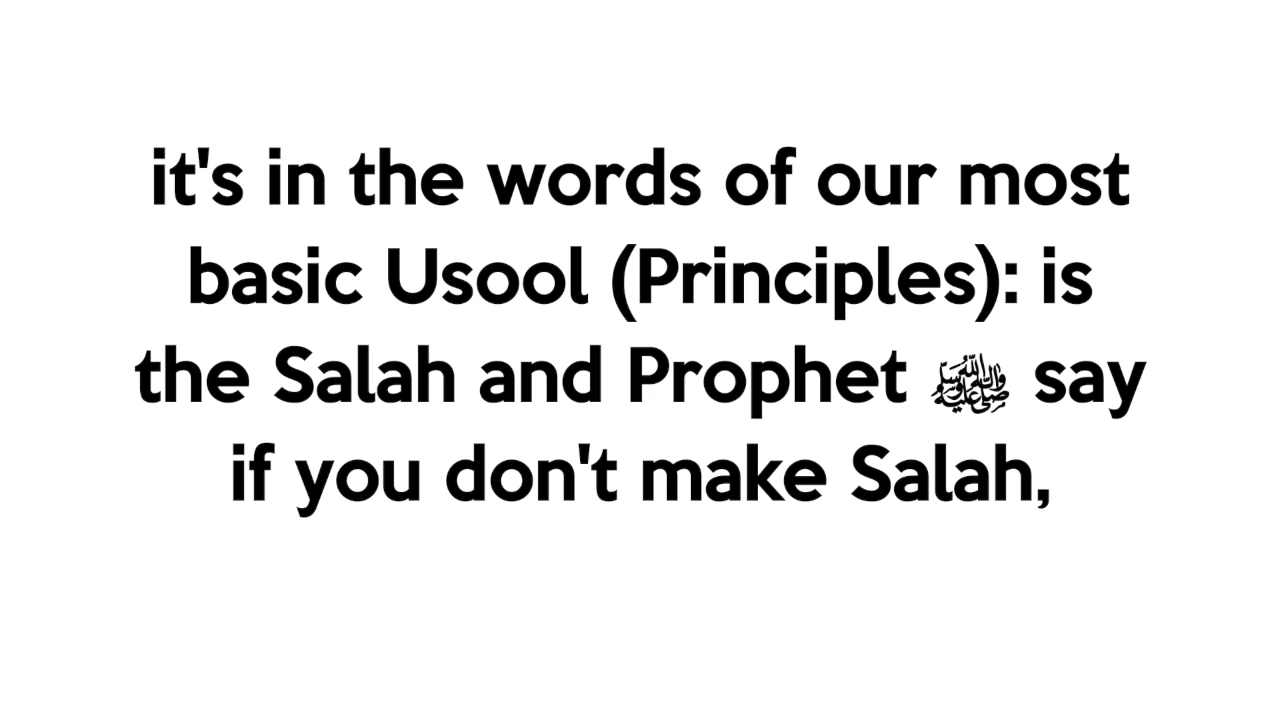 it's in the words of our most
basic Usool (Principles): is
the Salah and Prophet ﷺ say
if you don't make Salah,